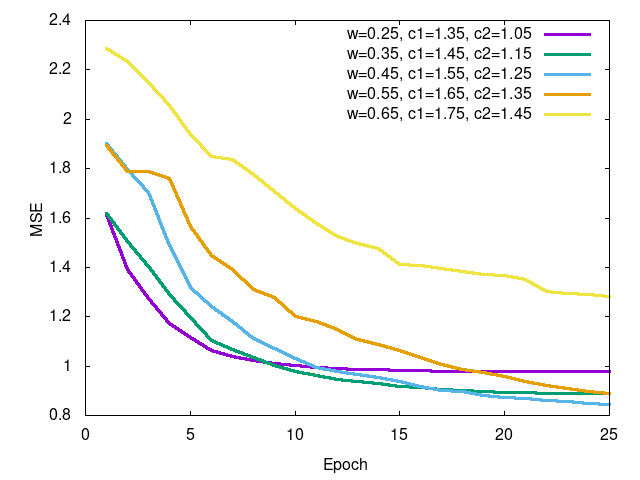 2.4
2.2
2
1.8
1.6
1.4
1.2
1
0.8
MSE
w=0.25, c1=1.35, c2=1.05
w=0.35, c1=1.45, c2=1.15
w=0.45, c1=1.55, c2=1.25
w=0.55, c1=1.65, c2=1.35
w=0.65, c1=1.75, c2=1.45
0 5 10 15 20 25
Epoch